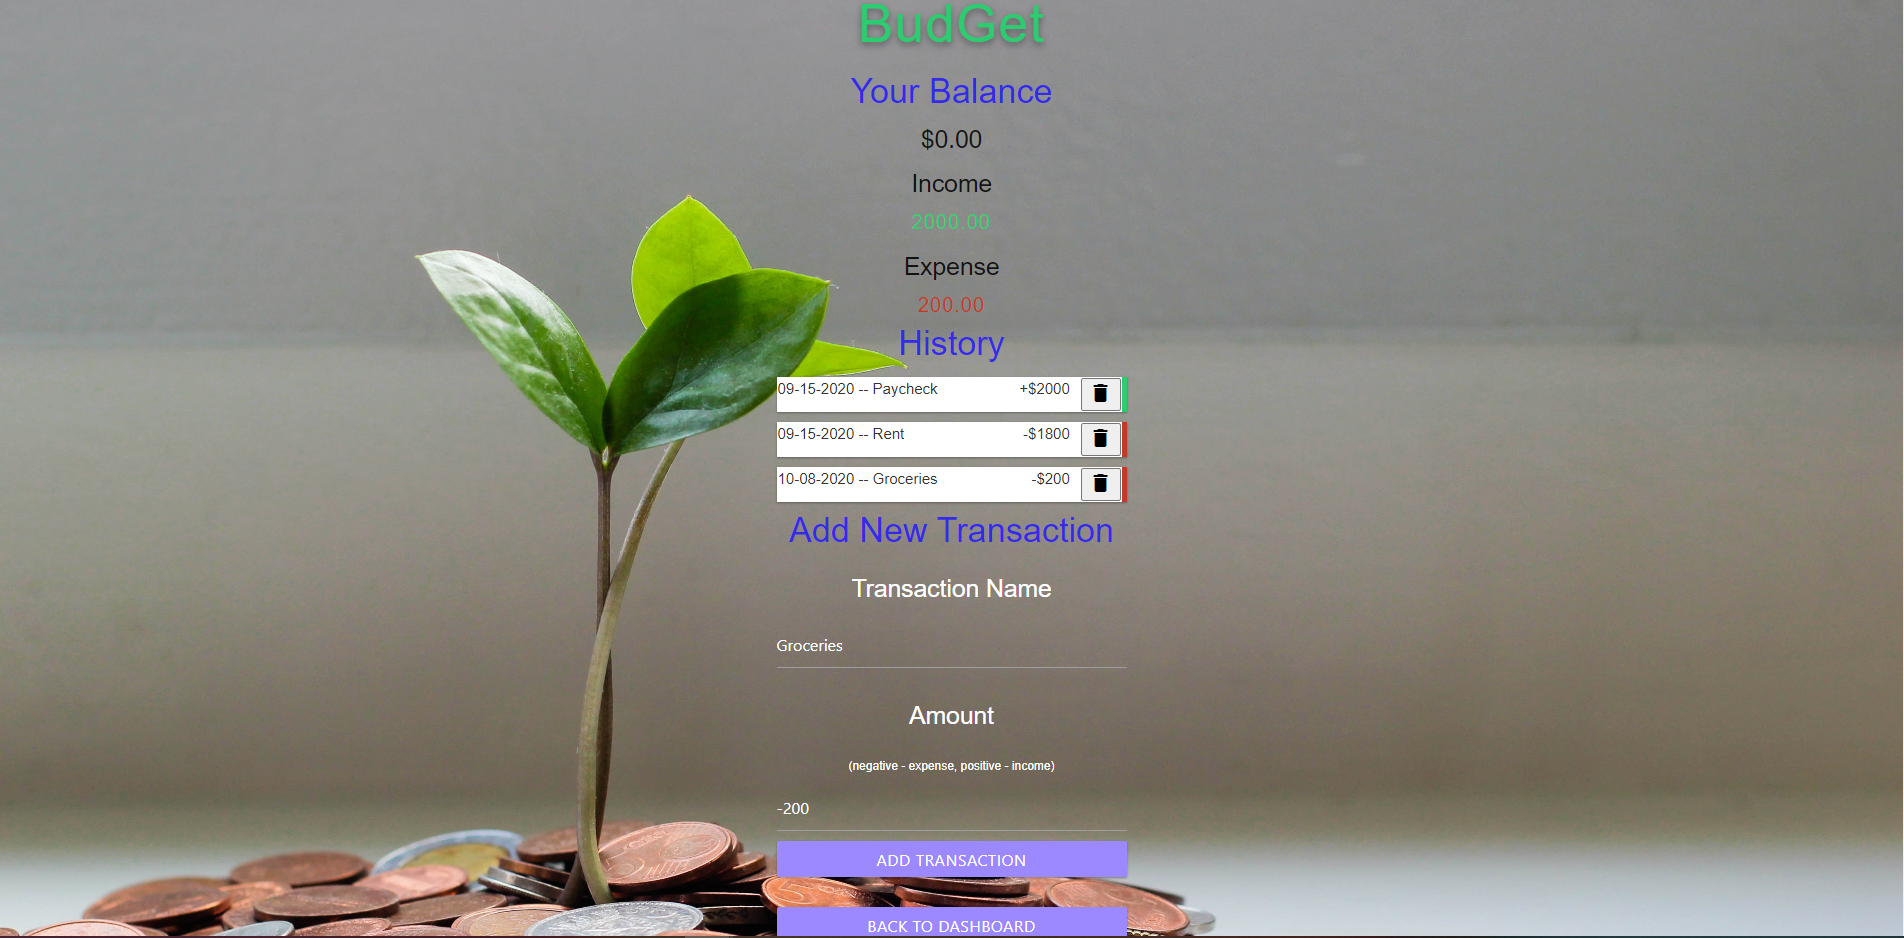 BudGet
Your Balance
$0.00
Income
2000.00
Expense
200.00
History
09-15-2020 -- Paycheck +$2000
09-15-2020 -- Rent -$1800
10-08-2020 -- Groceries -$200
Add New Transaction
Transaction Name
Groceries
Amount
(negative - expense, positive - income)
-200
ADD TRANSACTION
BACK TO DASHBOARD